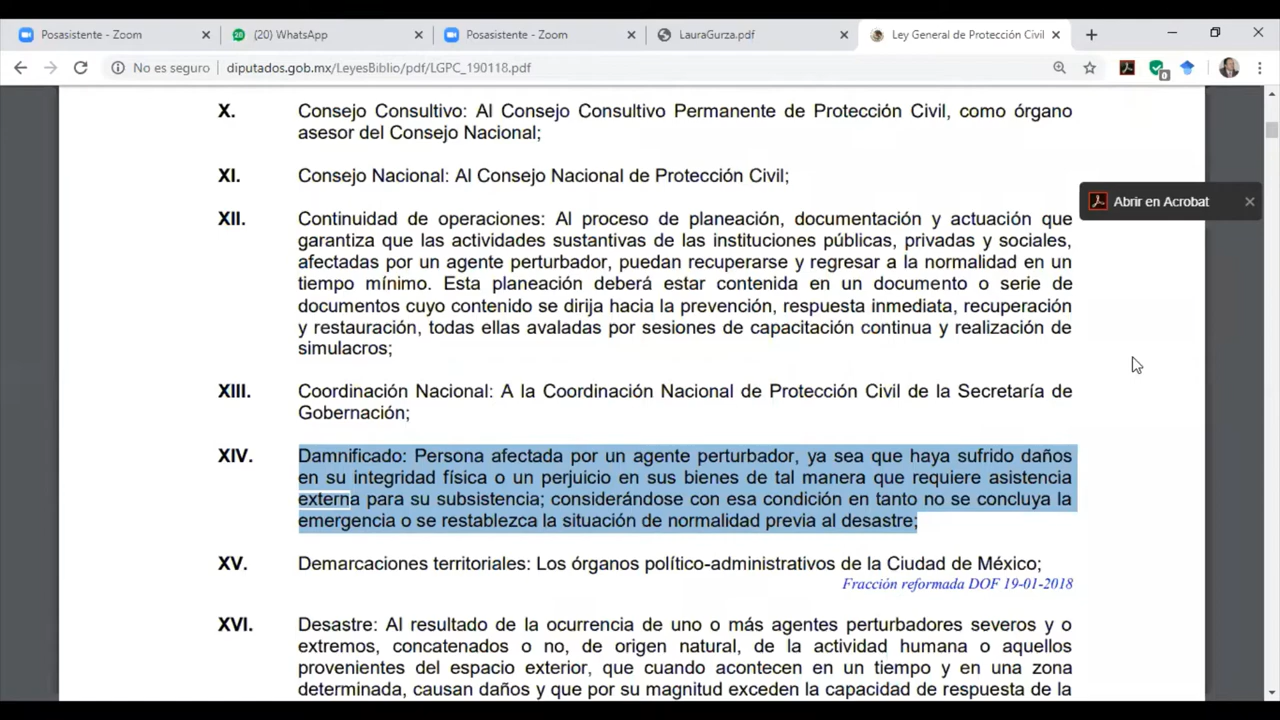 Posasistente - Zoom
(20) WhatsApp
Posasistente - Zoom
LauraGurza.pdf
Ley General de Protección Civil
No es seguro
diputados.gob.mx/LeyesBiblio/pdf/LGPC_190118.pdf
0
X. Consejo Consultivo: Al Consejo Consultivo Permanente de Protección Civil, como órgano
asesor del Consejo Nacional;
XI. Consejo Nacional: Al Consejo Nacional de Protección Civil;
Abrir en Acrobat
XII. Continuidad de operaciones: Al proceso de planeación, documentación y actuación que
garantiza que las actividades sustantivas de las instituciones públicas, privadas y sociales,
afectadas por un agente perturbador, puedan recuperarse y regresar a la normalidad en un
tiempo mínimo. Esta planeación deberá estar contenida en un documento o serie de
documentos cuyo contenido se dirija hacia la prevención, respuesta inmediata, recuperación
y restauración, todas ellas avaladas por sesiones de capacitación continua y realización de
simulacros;
XIII. Coordinación Nacional: A la Coordinación Nacional de Protección Civil de la Secretaría de
Gobernación;
XIV. Damnificado: Persona afectada por un agente perturbador, ya sea que haya sufrido daños
en su integridad física o un perjuicio en sus bienes de tal manera que requiere asistencia
externa para su subsistencia; considerándose con esa condición en tanto no se concluya la
emergencia o se restablezca la situación de normalidad previa al desastre;
XV. Demarcaciones territoriales: Los órganos político-administrativos de la Ciudad de México;
Fracción reformada DOF 19-01-2018
XVI. Desastre: Al resultado de la ocurrencia de uno o más agentes perturbadores severos y o
extremos, concatenados o no, de origen natural, de la actividad humana o aquellos
provenientes del espacio exterior, que cuando acontecen en un tiempo y en una zona
determinada, causan daños y que por su magnitud exceden la capacidad de respuesta de la